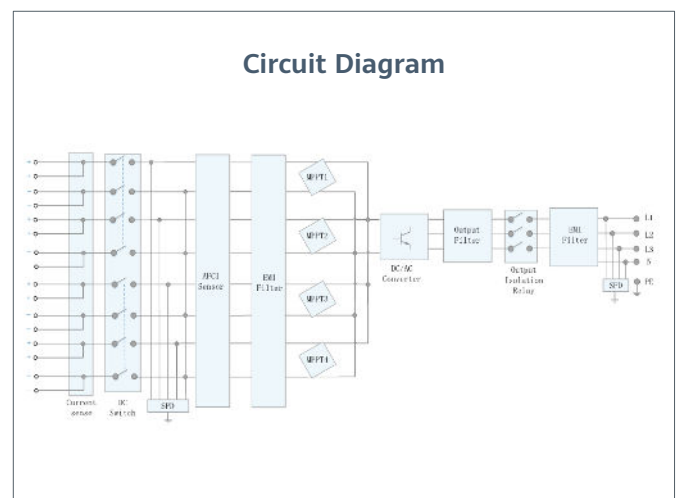 Circuit Diagram
MPPT1
MPPT2
MPPT3
MPPT4
AFCI
Sensor
EMI
Filter
DC/AC
Converter
Output
Filter
Output
Isolation
Relay
EMI
Filter
L1
L2
L3
N
PE
SPD
Current
sense
DC
Switch
SPD